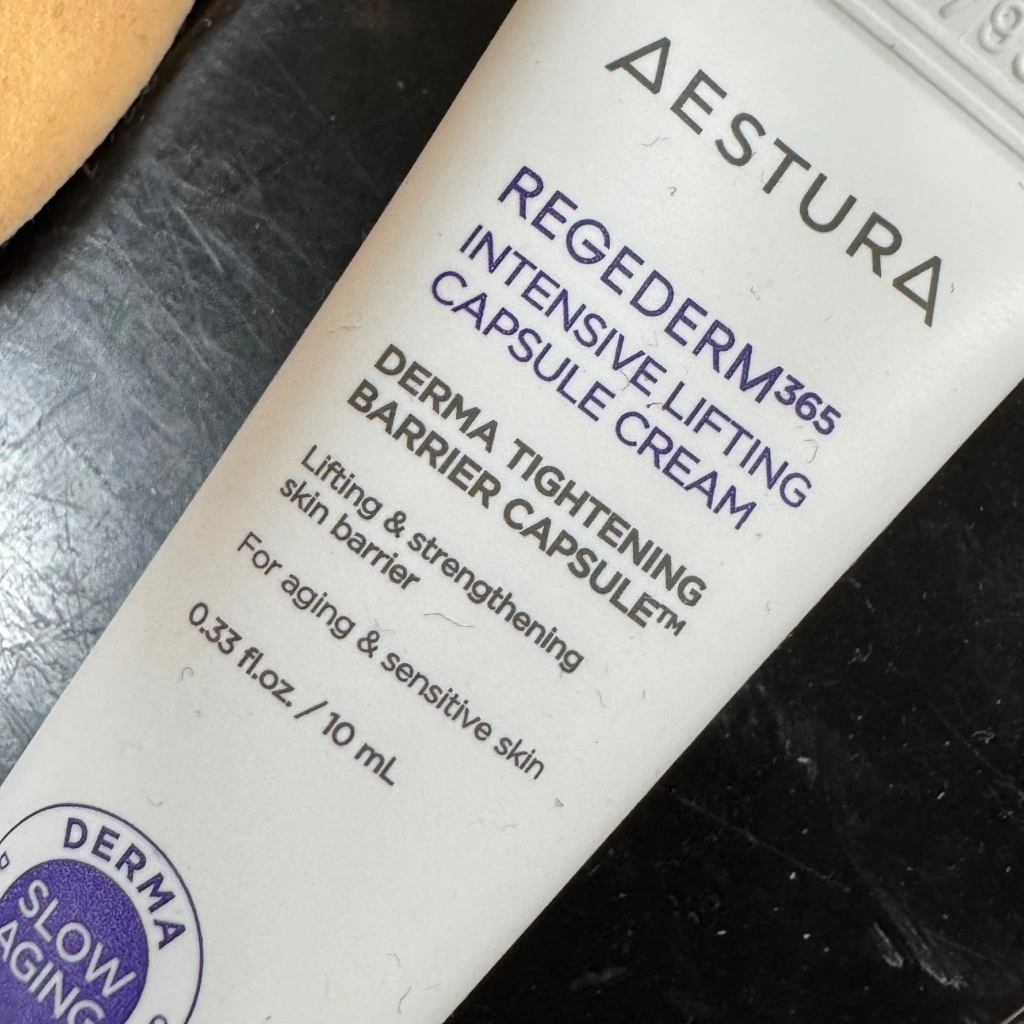 AESTURA
REGEDERM365
INTENSIVE LIFTING
CAPSULE CREAM
DERMA TIGHTENING
BARRIER CAPSULE™
Lifting & strengthening
skin barrier
For aging & sensitive skin
0.33 fl.oz. / 10 mL
DERMA
SLOW
AGING